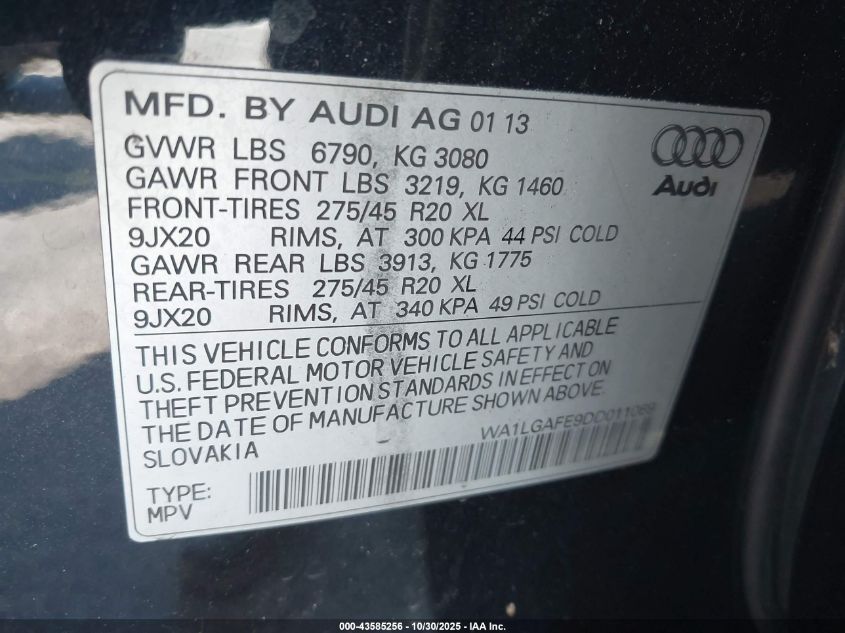 MFD. BY AUDI AG 01 13
GVWR LBS 6790, KG 3080
GAWR FRONT LBS 3219, KG 1460
FRONT-TIRES 275/45 R20 XL
9JX20 RIMS, AT 300 KPA 44 PSI COLD
GAWR REAR LBS 3913, KG 1775
REAR-TIRES 275/45 R20 XL
9JX20 RIMS, AT 340 KPA 49 PSI COLD
Audi
THIS VEHICLE CONFORMS TO ALL APPLICABLE
U.S. FEDERAL MOTOR VEHICLE SAFETY AND
THEFT PREVENTION STANDARDS IN EFFECT ON
THE DATE OF MANUFACTURE SHOWN ABOVE.
SLOVAKIA WA1LGAFE9DD011069
TYPE:
MPV
000-43585256 - 10/30/2025 - IAA Inc.